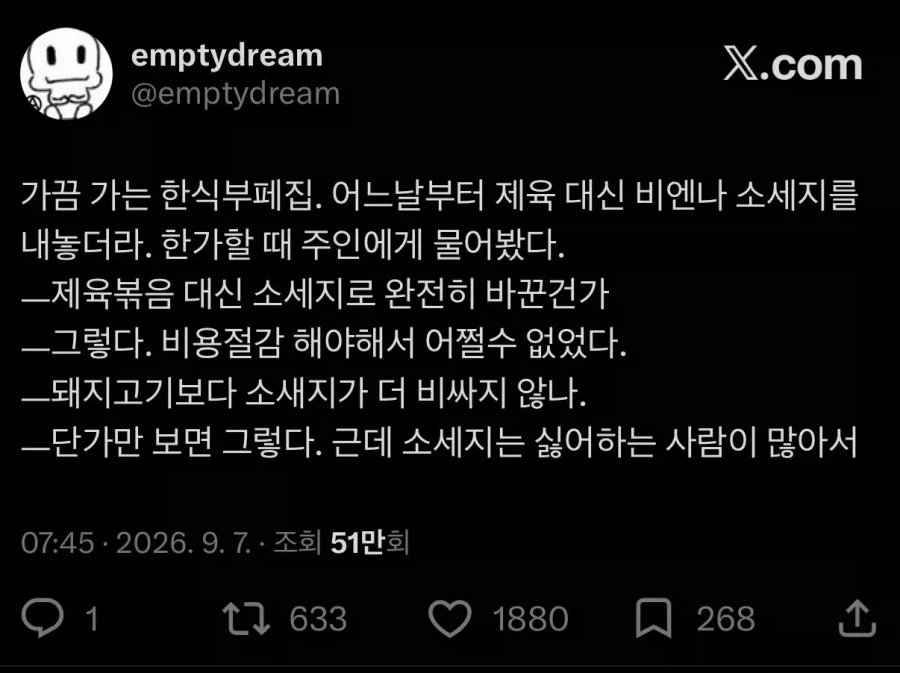 emptydream
X.com
@emptydream
가끔 가는 한식부페집. 어느날부터 제육 대신 비엔나 소세지를
내놓더라. 한가할 때 주인에게 물어봤다.
—제육볶음 대신 소세지로 완전히 바꾼건가
—그렇다. 비용절감 해야해서 어쩔수 없었다.
—돼지고기보다 소새지가 더 비싸지 않나.
—단가만 보면 그렇다. 근데 소세지는 싫어하는 사람이 많아서
07:45 · 2026. 9. 7. · 조회 51만회
1 633 1880 268